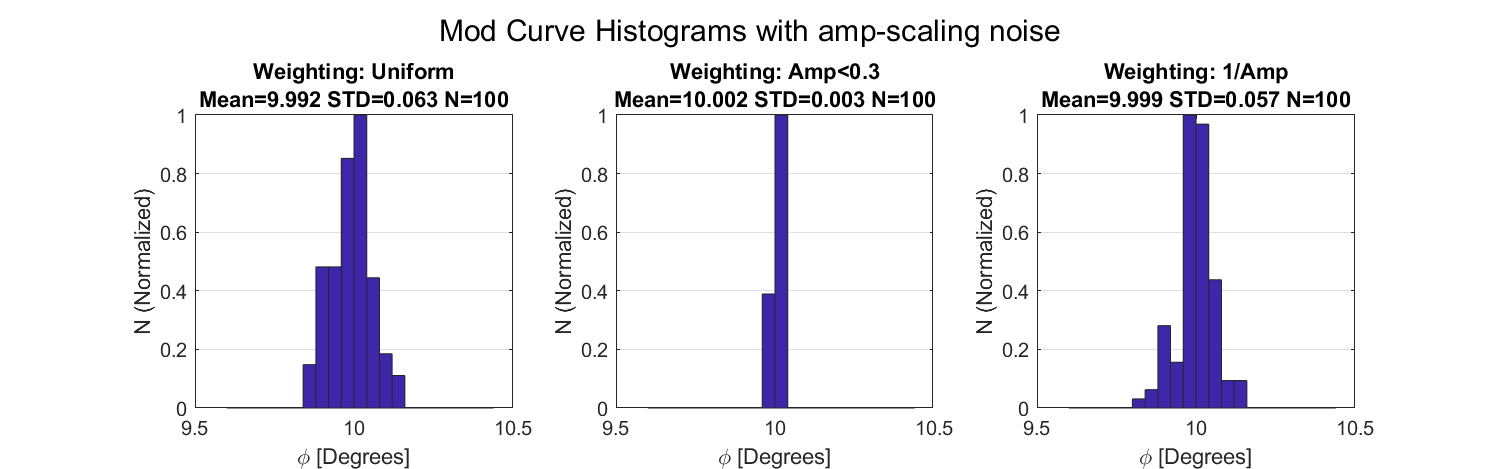 Mod Curve Histograms with amp-scaling noise
Weighting: Uniform
Mean=9.992 STD=0.063 N=100
1
0.8
0.6
0.4
0.2
0
N (Normalized)
9.5
10
10.5
ϕ [Degrees]
Weighting: Amp<0.3
Mean=10.002 STD=0.003 N=100
1
0.8
0.6
0.4
0.2
0
N (Normalized)
9.5
10
10.5
ϕ [Degrees]
Weighting: 1/Amp
Mean=9.999 STD=0.057 N=100
1
0.8
0.6
0.4
0.2
0
N (Normalized)
9.5
10
10.5
ϕ [Degrees]